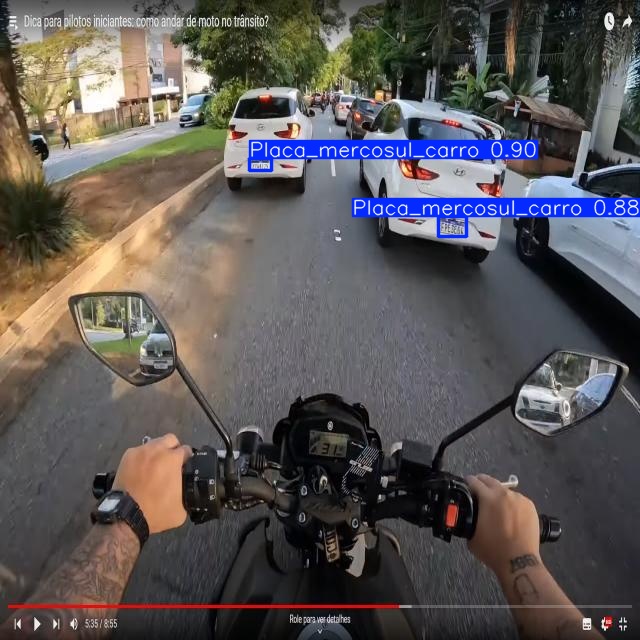 Dica para pilotos iniciantes: como andar de moto no trânsito?
Placa_mercosul_carro 0.90
Placa_mercosul_carro 0.88
31
5:35 / 8:55
Role para ver detalhes